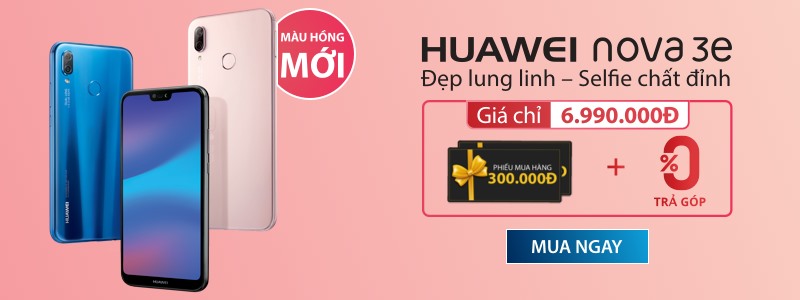 MÀU HỒNG
MỚI
HUAWEI nova 3e
Đẹp lung linh – Selfie chất đỉnh
Giá chỉ 6.990.000Đ
PHIẾU MUA HÀNG
300.000Đ
+
0%
TRẢ GÓP
MUA NGAY
HUAWEI
HUAWEI